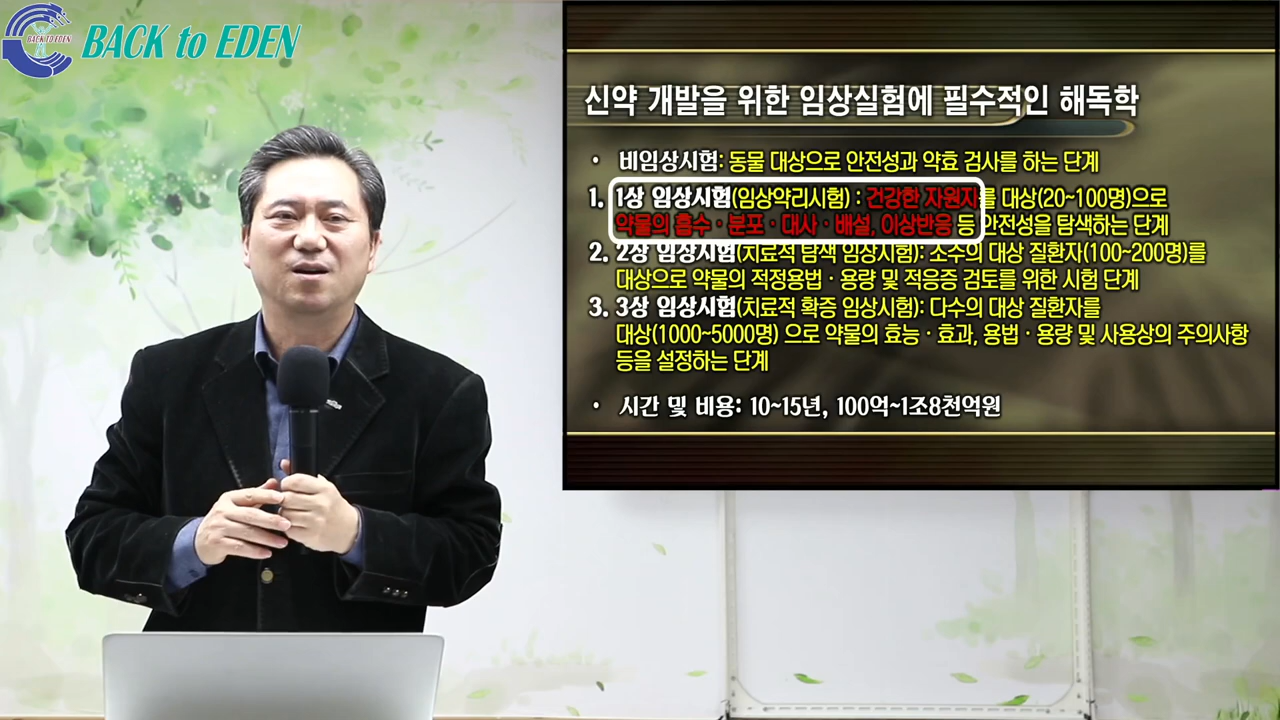 BACK TO EDEN
BACK to EDEN
신약 개발을 위한 임상실험에 필수적인 해독학
• 비임상시험: 동물 대상으로 안전성과 약효 검사를 하는 단계
1. 1상 임상시험(임상약리시험) : 건강한 자원자를 대상(20~100명)으로
약물의 흡수·분포·대사·배설, 이상반응 등 안전성을 탐색하는 단계
2. 2상 임상시험(치료적 탐색 임상시험): 소수의 대상 질환자(100~200명)를
대상으로 약물의 적정용법·용량 및 적응증 검토를 위한 시험 단계
3. 3상 임상시험(치료적 확증 임상시험): 다수의 대상 질환자를
대상(1000~5000명) 으로 약물의 효능·효과, 용법·용량 및 사용상의 주의사항
등을 설정하는 단계
• 시간 및 비용: 10~15년, 100억~1조8천억원